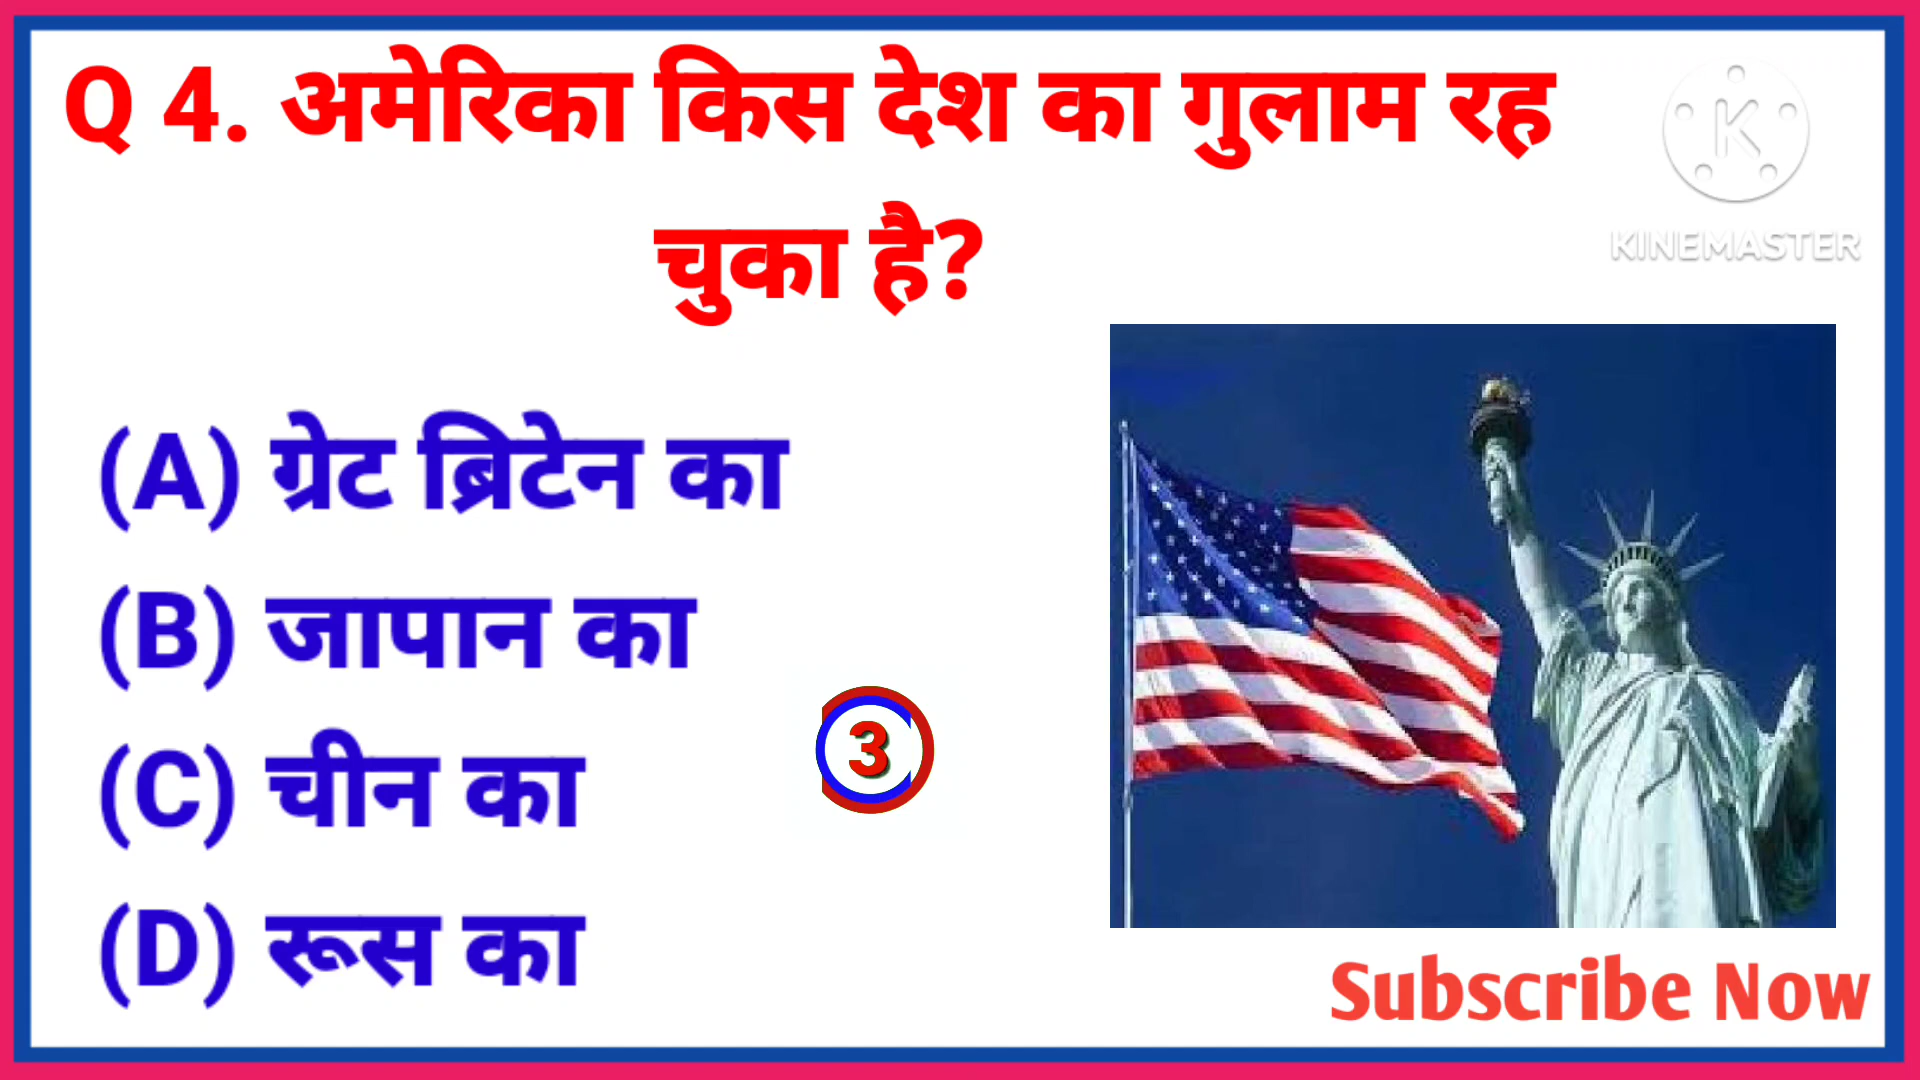 Q 4. अमेरिका किस देश का गुलाम रह
चुका है?
K
KINEMASTER
(A) ग्रेट ब्रिटेन का
(B) जापान का
(C) चीन का
(D) रूस का
3
Subscribe Now